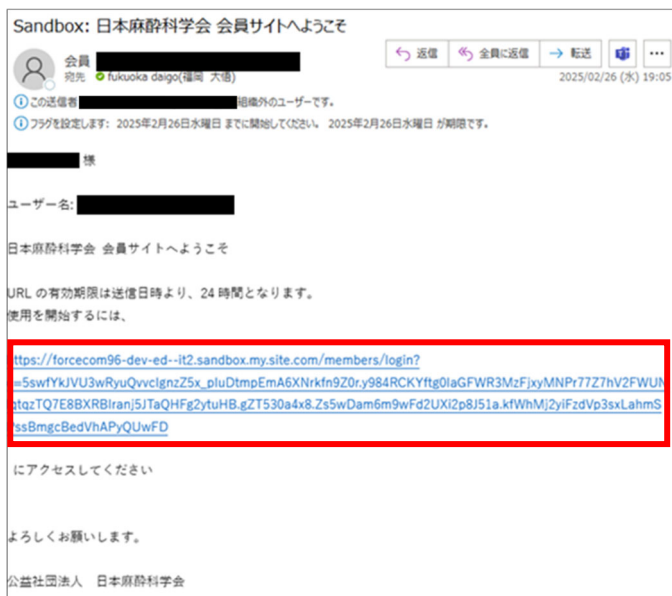 Sandbox: 日本麻酔科学会 会員サイトへようこそ
会員
返信 全員に返信 転送
宛先 fukuoka daigo(福岡 大悟)
2025/02/26 (水) 19:05
この送信者 組織外のユーザーです。
フラグを設定します: 2025年2月26日水曜日 までに開始してください。 2025年2月26日水曜日 が期限です。
様
ユーザー名:
日本麻酔科学会 会員サイトへようこそ
URL の有効期限は送信日時より、24 時間となります。
使用を開始するには、
ttps://forcecom96-dev-ed--it2.sandbox.my.site.com/members/login?
=5swfYkJVU3wRyuQvvcIgnzZ5x_pluDtmpEmA6XNrkfn9Z0r.y984RCKYftg0IaGFWR3MzFjxyMNPr77Z7hV2FWUN
qtqzTQ7E8BXRBIranj5JTaQHFg2ytuHB.gZT530a4x8.Zs5wDam6m9wFd2UXi2p8J51a.kfWhMj2yiFzdVp3sxLahmS
ssBmgcBedVhAPyQUwFD
にアクセスしてください
よろしくお願いします。
公益社団法人 日本麻酔科学会